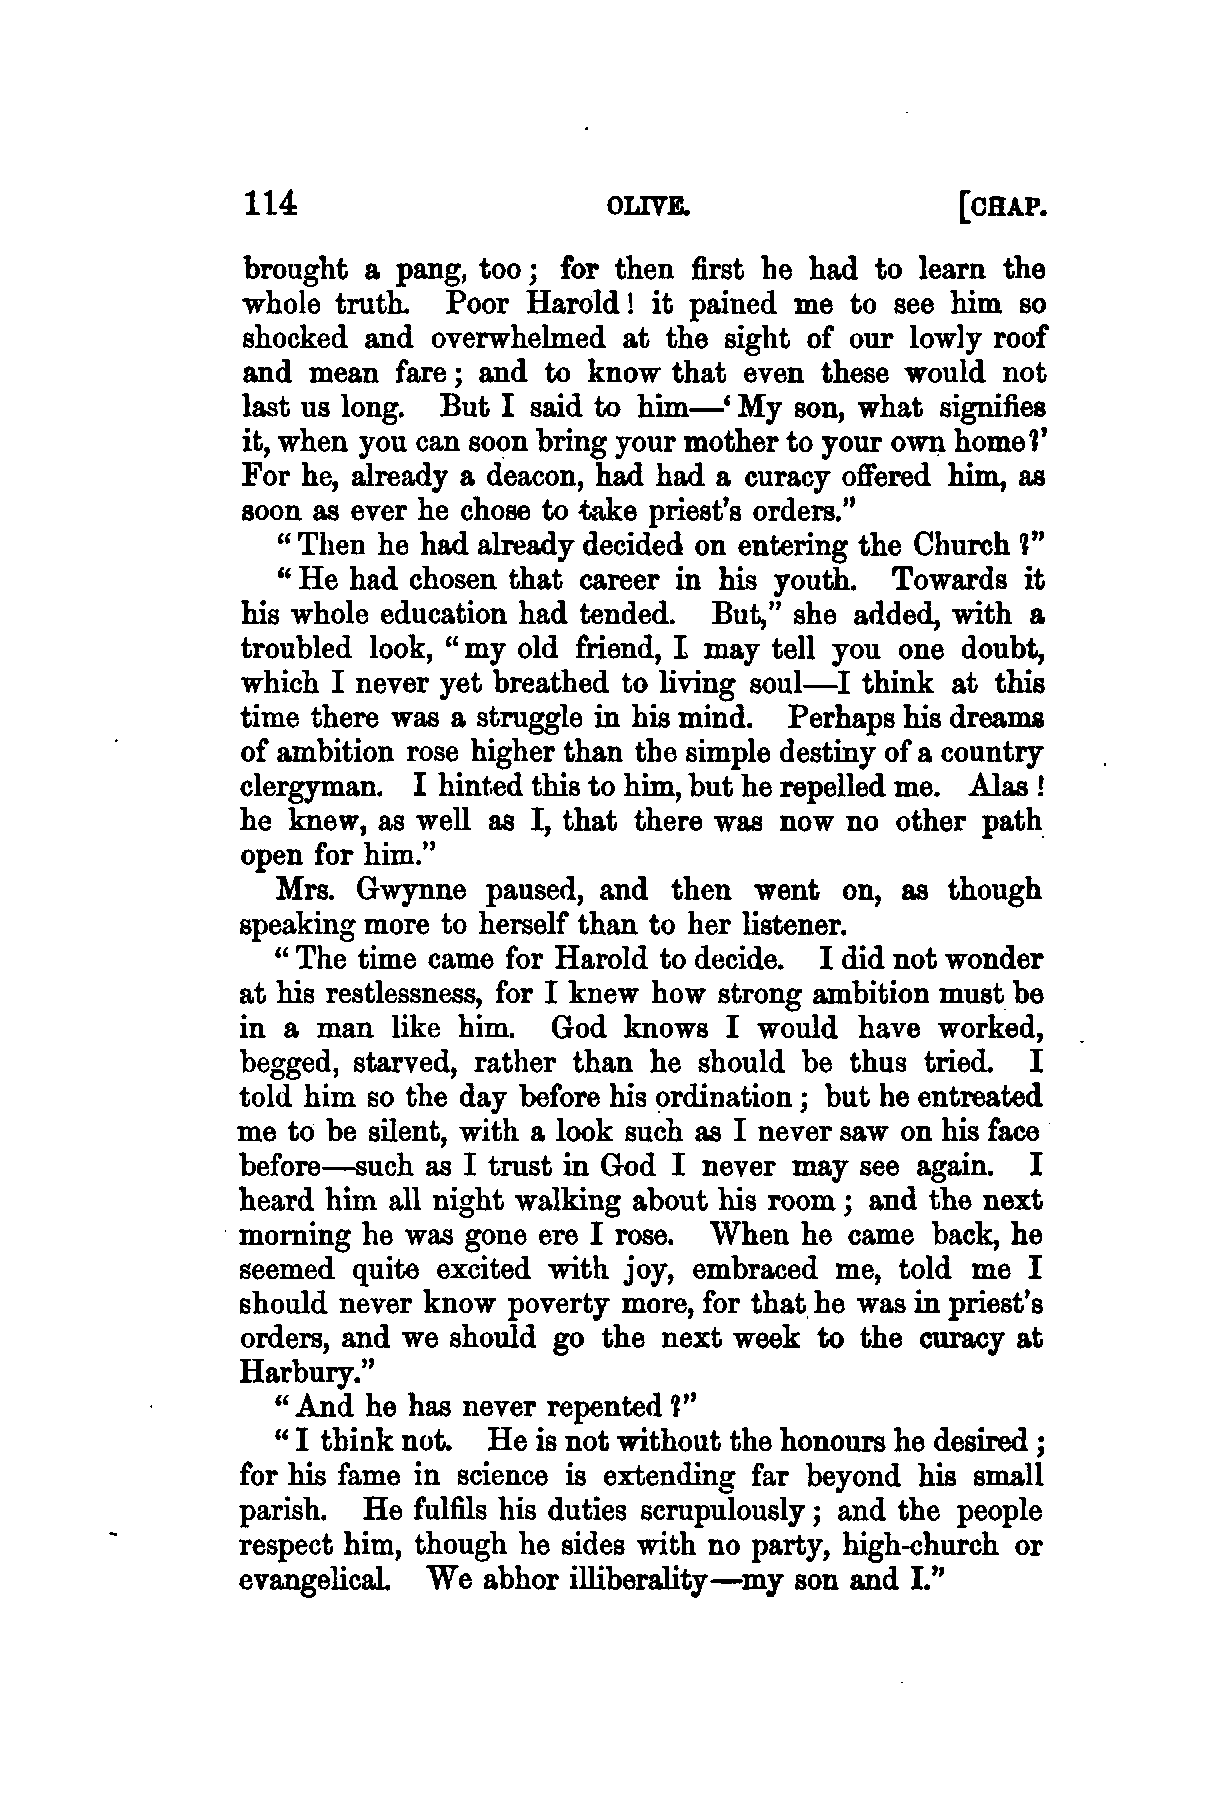 114 OLIVE. [CHAP.
brought a pang, too; for then first he had to learn the
whole truth. Poor Harold! it pained me to see him so
shocked and overwhelmed at the sight of our lowly roof
and mean fare; and to know that even these would not
last us long. But I said to him—‘My son, what signifies
it, when you can soon bring your mother to your own home?’
For he, already a deacon, had had a curacy offered him, as
soon as ever he chose to take priest’s orders.”
“Then he had already decided on entering the Church?”
“He had chosen that career in his youth. Towards it
his whole education had tended. But,” she added, with a
troubled look, “my old friend, I may tell you one doubt,
which I never yet breathed to living soul—I think at this
time there was a struggle in his mind. Perhaps his dreams
of ambition rose higher than the simple destiny of a country
clergyman. I hinted this to him, but he repelled me. Alas!
he knew, as well as I, that there was now no other path
open for him.”
Mrs. Gwynne paused, and then went on, as though
speaking more to herself than to her listener.
“The time came for Harold to decide. I did not wonder
at his restlessness, for I knew how strong ambition must be
in a man like him. God knows I would have worked,
begged, starved, rather than he should be thus tried. I
told him so the day before his ordination; but he entreated
me to be silent, with a look such as I never saw on his face
before—such as I trust in God I never may see again. I
heard him all night walking about his room; and the next
morning he was gone ere I rose. When he came back, he
seemed quite excited with joy, embraced me, told me I
should never know poverty more, for that he was in priest’s
orders, and we should go the next week to the curacy at
Harbury.”
“And he has never repented?”
“I think not. He is not without the honours he desired;
for his fame in science is extending far beyond his small
parish. He fulfils his duties scrupulously; and the people
respect him, though he sides with no party, high-church or
evangelical. We abhor illiberality—my son and I.”